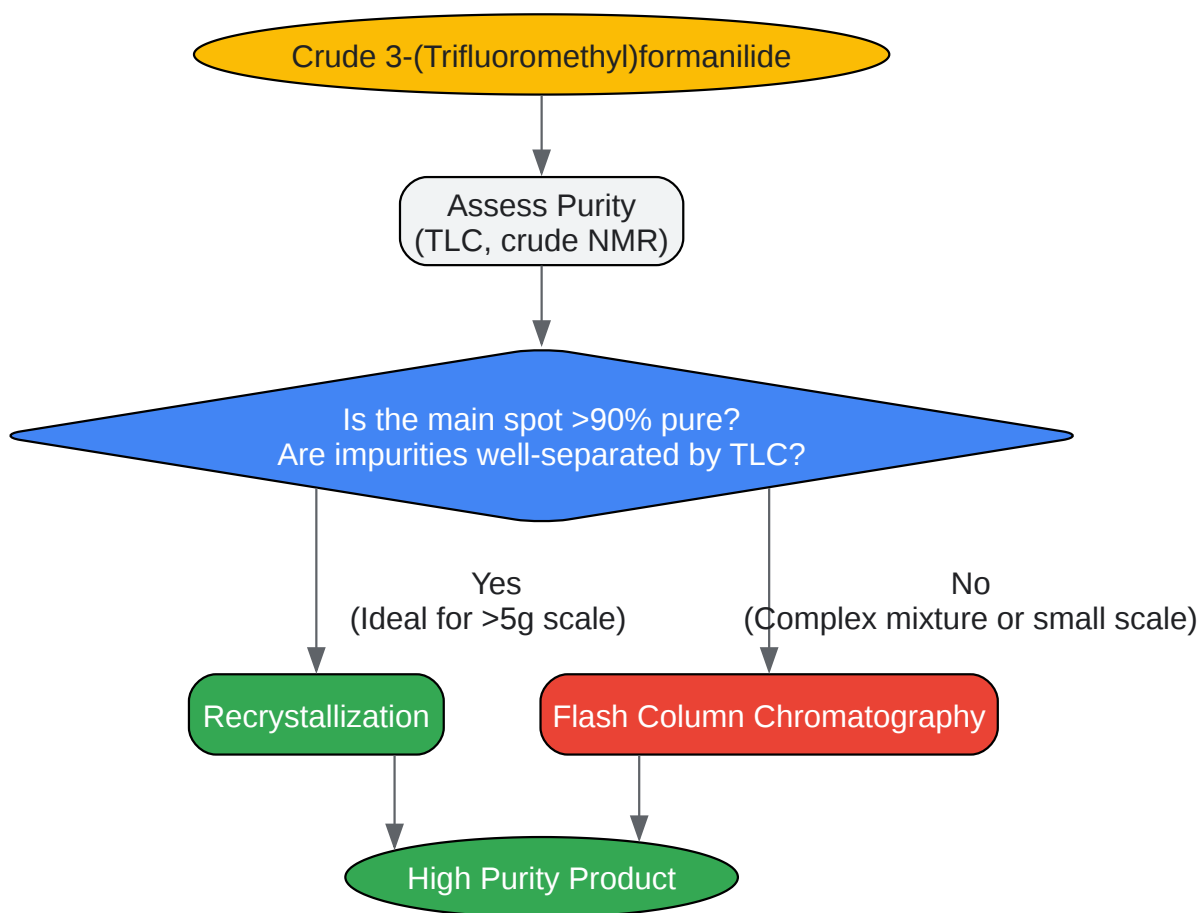 Crude 3-(Trifluoromethyl)formanilide
Assess Purity
(TLC, crude NMR)
Is the main spot >90% pure?
Are impurities well-separated by TLC?
Yes
(Ideal for >5g scale)
No
(Complex mixture or small scale)
Recrystallization
Flash Column Chromatography
High Purity Product